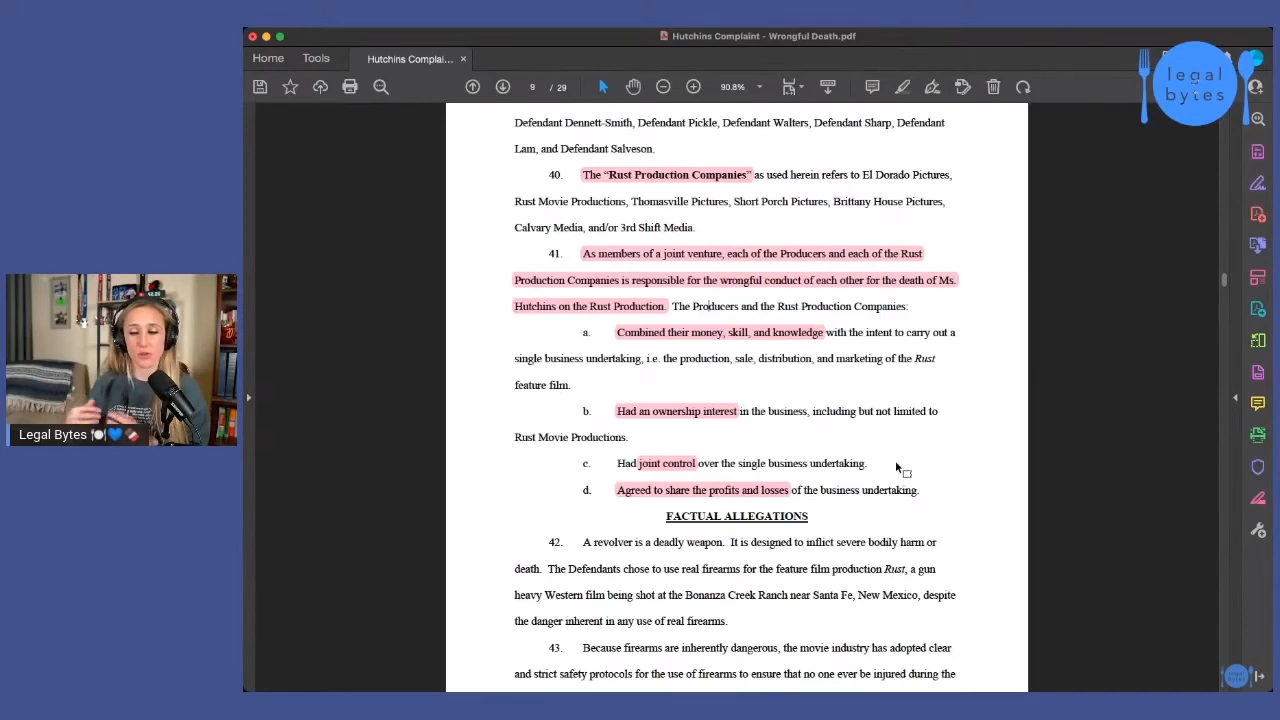 Hutchins Complaint - Wrongful Death.pdf
Home Tools Hutchins Complai... ×
9 / 29 90.8%
legal
bytes
Defendant Dennett-Smith, Defendant Pickle, Defendant Walters, Defendant Sharp, Defendant
Lam, and Defendant Salveson.
40. The “Rust Production Companies” as used herein refers to El Dorado Pictures,
Rust Movie Productions, Thomasville Pictures, Short Porch Pictures, Brittany House Pictures,
Calvary Media, and/or 3rd Shift Media.
41. As members of a joint venture, each of the Producers and each of the Rust
Production Companies is responsible for the wrongful conduct of each other for the death of Ms.
Hutchins on the Rust Production. The Producers and the Rust Production Companies:
a. Combined their money, skill, and knowledge with the intent to carry out a
single business undertaking, i.e. the production, sale, distribution, and marketing of the Rust
feature film.
b. Had an ownership interest in the business, including but not limited to
Rust Movie Productions.
c. Had joint control over the single business undertaking.
d. Agreed to share the profits and losses of the business undertaking.
FACTUAL ALLEGATIONS
42. A revolver is a deadly weapon. It is designed to inflict severe bodily harm or
death. The Defendants chose to use real firearms for the feature film production Rust, a gun
heavy Western film being shot at the Bonanza Creek Ranch near Santa Fe, New Mexico, despite
the danger inherent in any use of real firearms.
43. Because firearms are inherently dangerous, the movie industry has adopted clear
and strict safety protocols for the use of firearms to ensure that no one ever be injured during the
Legal Bytes 🍽️💙🍫